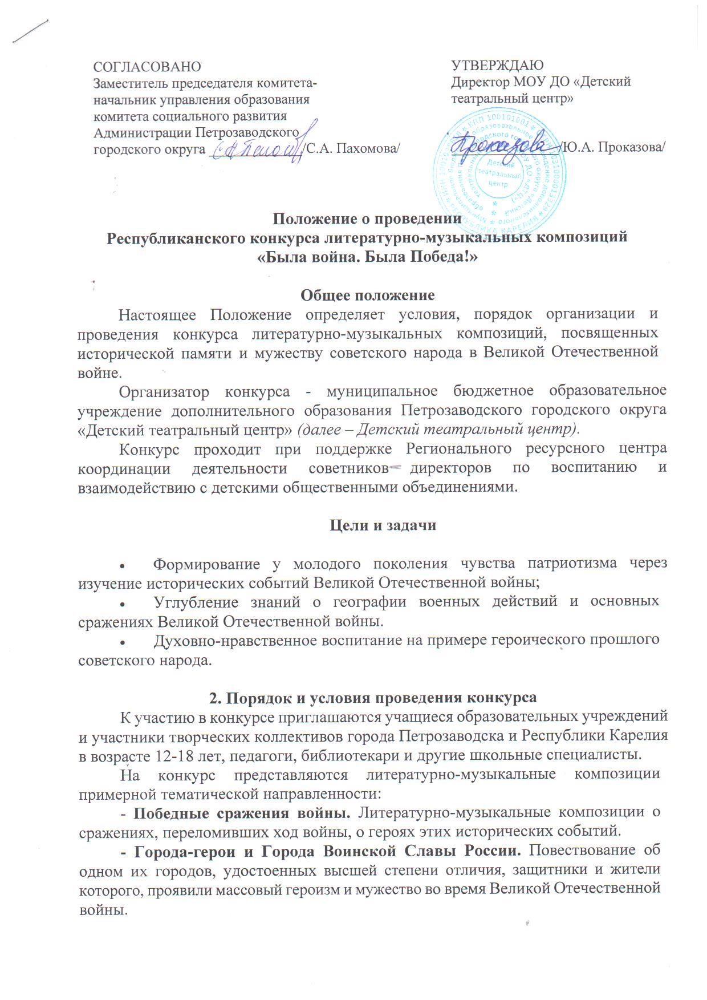 СОГЛАСОВАНО
Заместитель председателя комитета-
начальник управления образования
комитета социального развития
Администрации Петрозаводского
городского округа ____________/С.А. Пахомова/
УТВЕРЖДАЮ
Директор МОУ ДО «Детский
театральный центр»
Проказова /Ю.А. Проказова/
Детский
театральный
центр
РЕСПУБЛИКА КАРЕЛИЯ
Положение о проведении
Республиканского конкурса литературно-музыкальных композиций
«Была война. Была Победа!»
Общее положение
Настоящее Положение определяет условия, порядок организации и
проведения конкурса литературно-музыкальных композиций, посвященных
исторической памяти и мужеству советского народа в Великой Отечественной
войне.
Организатор конкурса - муниципальное бюджетное образовательное
учреждение дополнительного образования Петрозаводского городского округа
«Детский театральный центр» (далее – Детский театральный центр).
Конкурс проходит при поддержке Регионального ресурсного центра
координации деятельности советников директоров по воспитанию и
взаимодействию с детскими общественными объединениями.
Цели и задачи
• Формирование у молодого поколения чувства патриотизма через
изучение исторических событий Великой Отечественной войны;
• Углубление знаний о географии военных действий и основных
сражениях Великой Отечественной войны.
• Духовно-нравственное воспитание на примере героического прошлого
советского народа.
2. Порядок и условия проведения конкурса
К участию в конкурсе приглашаются учащиеся образовательных учреждений
и участники творческих коллективов города Петрозаводска и Республики Карелия
в возрасте 12-18 лет, педагоги, библиотекари и другие школьные специалисты.
На конкурс представляются литературно-музыкальные композиции
примерной тематической направленности:
- Победные сражения войны. Литературно-музыкальные композиции о
сражениях, переломивших ход войны, о героях этих исторических событий.
- Города-герои и Города Воинской Славы России. Повествование об
одном их городов, удостоенных высшей степени отличия, защитники и жители
которого, проявили массовый героизм и мужество во время Великой Отечественной
войны.